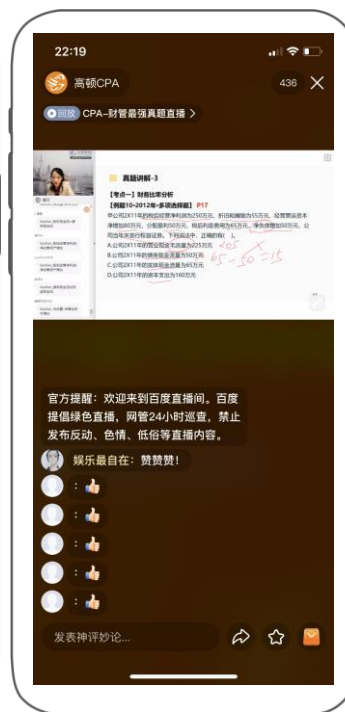 22:19
高顿CPA
436
回放 CPA-财管最强真题直播 >
真题讲解-3
【考点一】财务比率分析
【例题10·2012年·多项选择题】 P17
甲公司2X11年的税后经营净利润为250万元,折旧和摊销为55万元,经营营运资本
净增加80万元,分配股利50万元,税后利息费用为65万元,净负债增加50万元,公
司当年未发行权益证券。下列说法中,正确的有( )。
A.公司2X11年的营业现金毛流量为225万元
B.公司2X11年的债务现金流量为50万元
C.公司2X11年的实体现金流量为65万元
D.公司2X11年的资本支出为160万元
65-50=15
官方提醒:欢迎来到百度直播间。百度
提倡绿色直播,网管24小时巡查,禁止
发布反动、色情、低俗等直播内容。
娱乐最自在:赞赞赞!
:
:
:
:
:
发表神评妙论...